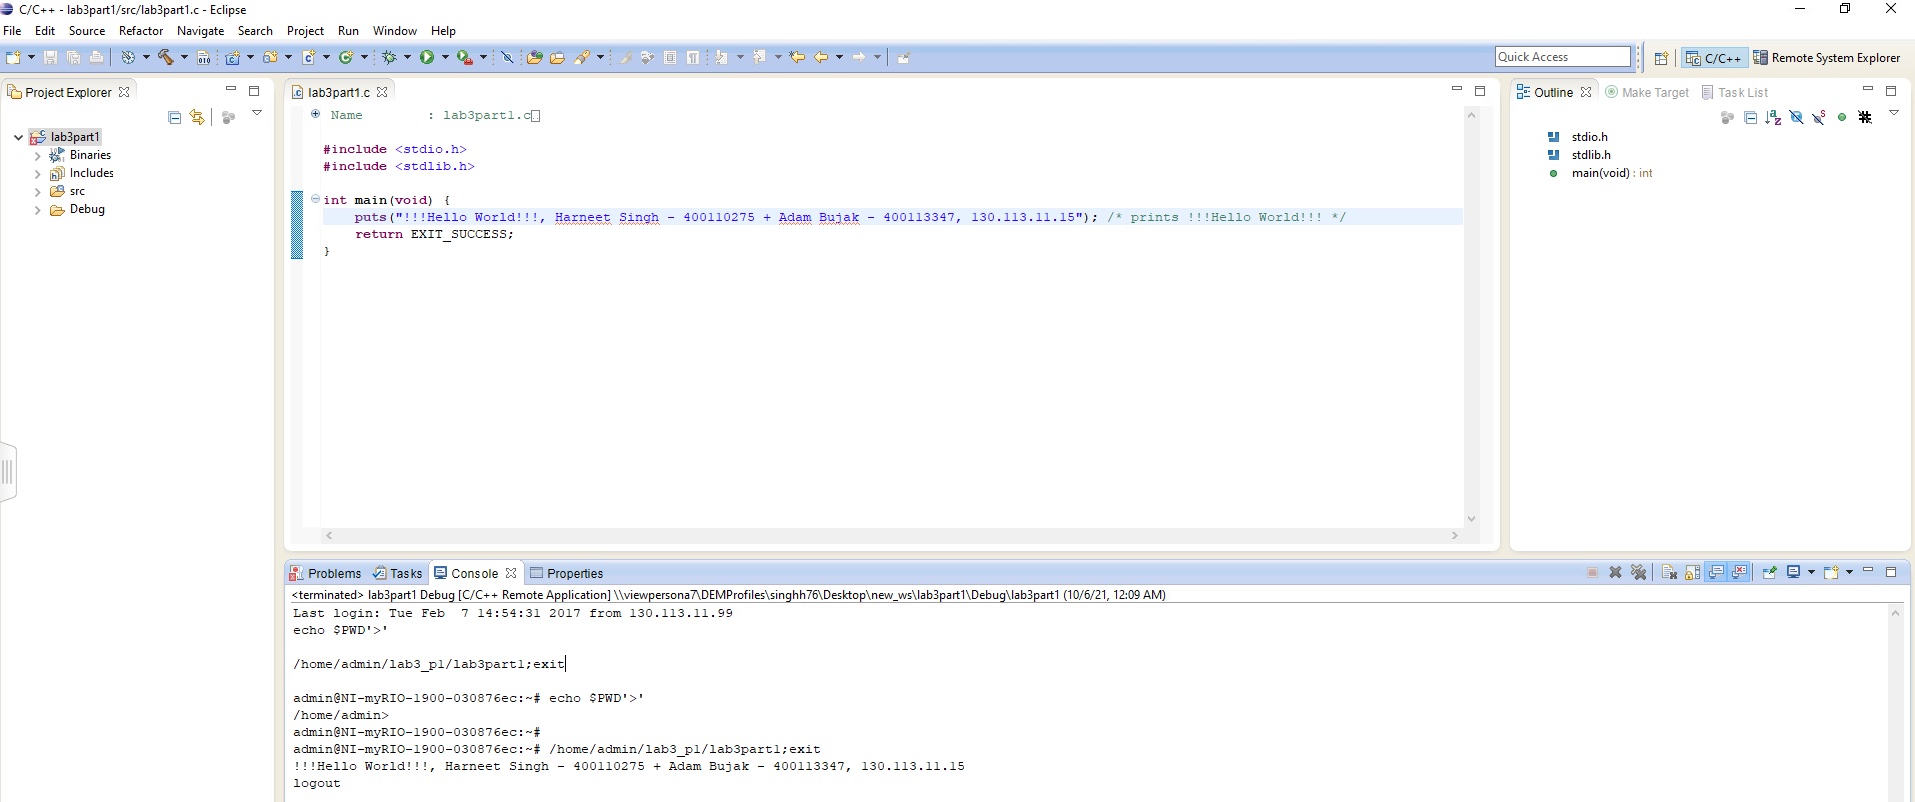 C/C++ - lab3part1/src/lab3part1.c - Eclipse
File Edit Source Refactor Navigate Search Project Run Window Help
Quick Access
C/C++
Remote System Explorer
Project Explorer
lab3part1
Binaries
Includes
src
Debug
lab3part1.c
Name : lab3part1.c
#include <stdio.h>
#include <stdlib.h>
int main(void) {
puts("!!!Hello World!!!, Harneet Singh - 400110275 + Adam Bujak - 400113347, 130.113.11.15"); /* prints !!!Hello World!!! */
return EXIT_SUCCESS;
}
Outline Make Target Task List
stdio.h
stdlib.h
main(void) : int
Problems Tasks Console Properties
<terminated> lab3part1 Debug [C/C++ Remote Application] \\viewpersona7\DEMProfiles\singhh76\Desktop\new_ws\lab3part1\Debug\lab3part1 (10/6/21, 12:09 AM)
Last login: Tue Feb  7 14:54:31 2017 from 130.113.11.99
echo $PWD'>'
/home/admin/lab3_p1/lab3part1;exit
admin@NI-myRIO-1900-030876ec:~# echo $PWD'>'
/home/admin>
admin@NI-myRIO-1900-030876ec:~#
admin@NI-myRIO-1900-030876ec:~# /home/admin/lab3_p1/lab3part1;exit
!!!Hello World!!!, Harneet Singh - 400110275 + Adam Bujak - 400113347, 130.113.11.15
logout